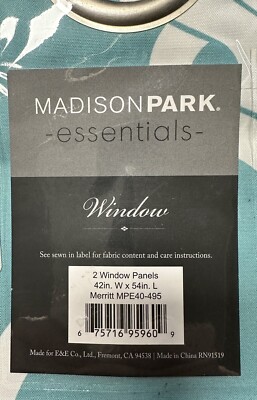 MADISONPARK®
-essentials-
Window
See sewn in label for fabric content and care instructions.
2 Window Panels
42in. W x 54in. L
Merritt MPE40-495
6 75716 95960 9
Made for E&E Co., Ltd., Fremont, CA 94538 | Made in China RN91519